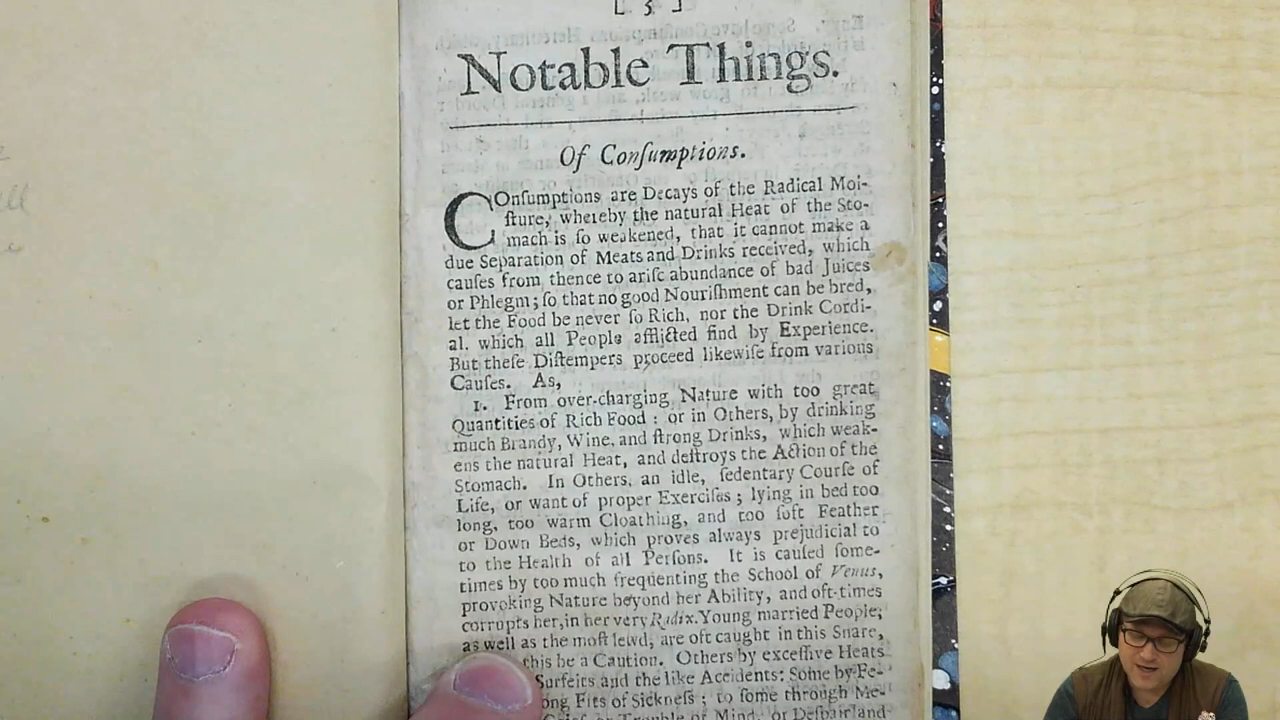 [ 3 ]
Notable Things.
Of Conſumptions.
COnſumptions are Decays of the Radical Moi-
ſture, whereby the natural Heat of the Sto-
mach is ſo weakened, that it cannot make a
due Separation of Meats and Drinks received, which
cauſes from thence to ariſe abundance of bad Juices
or Phlegm; ſo that no good Nouriſhment can be bred,
let the Food be never ſo Rich, nor the Drink Cordi-
al. which all People afflicted find by Experience.
But theſe Diſtempers proceed likewiſe from various
Cauſes. As,
1. From over-charging Nature with too great
Quantities of Rich Food : or in Others, by drinking
much Brandy, Wine, and ſtrong Drinks, which weak-
ens the natural Heat, and deſtroys the Action of the
Stomach. In Others, an idle, ſedentary Courſe of
Life, or want of proper Exerciſes ; lying in bed too
long, too warm Cloathing, and too ſoft Feather
or Down Beds, which proves always prejudicial to
to the Health of all Perſons. It is cauſed ſome-
times by too much frequenting the School of Venus,
provoking Nature beyond her Ability, and oft-times
corrupts her, in her very Radix. Young married People,
as well as the moſt lewd, are oft caught in this Snare,
this be a Caution. Others by exceſſive Heats
Surfeits and the like Accidents: Some by Fe-
ong Fits of Sickneſs ; to ſome through Me-
Grief, or Trouble of Mind, or Deſpair and